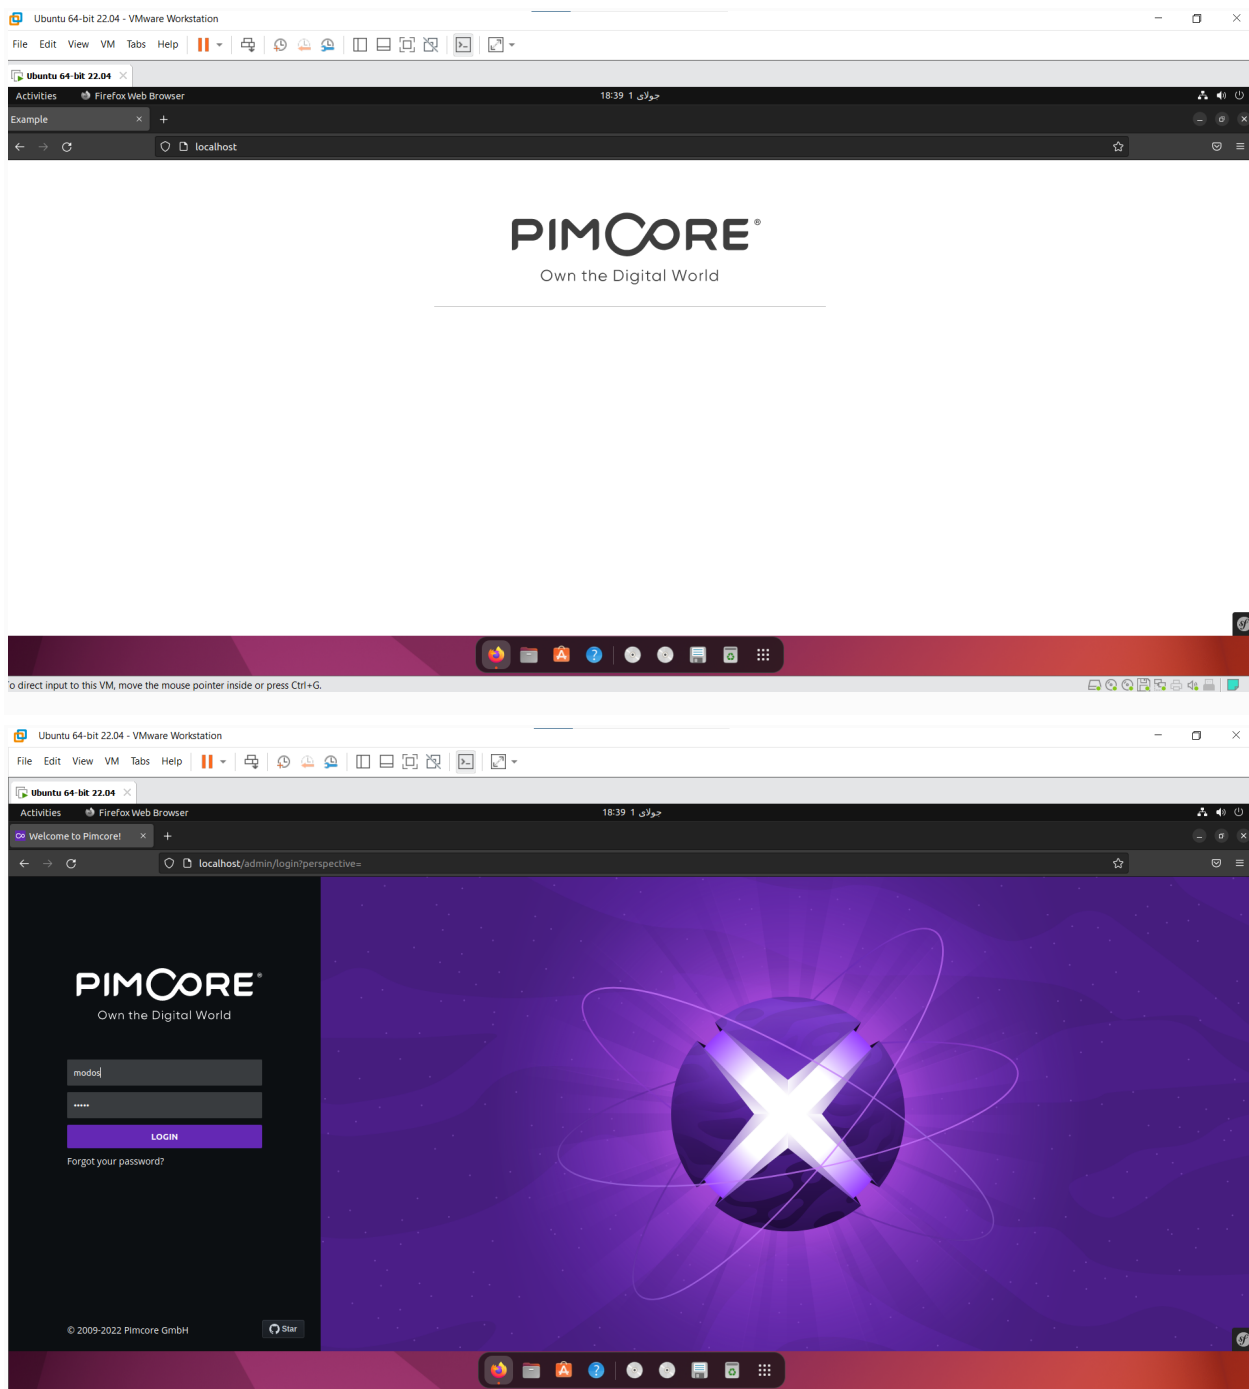 Ubuntu 64-bit 22.04 - VMware Workstation
File Edit View VM Tabs Help
Ubuntu 64-bit 22.04
Activities Firefox Web Browser 18:39 1 جولای
Example
localhost
PIMCORE®
Own the Digital World
o direct input to this VM, move the mouse pointer inside or press Ctrl+G.
Ubuntu 64-bit 22.04 - VMware Workstation
File Edit View VM Tabs Help
Ubuntu 64-bit 22.04
Activities Firefox Web Browser 18:39 1 جولای
Welcome to Pimcore!
localhost/admin/login?perspective=
PIMCORE®
Own the Digital World
modos
•••••
LOGIN
Forgot your password?
© 2009-2022 Pimcore GmbH
Star